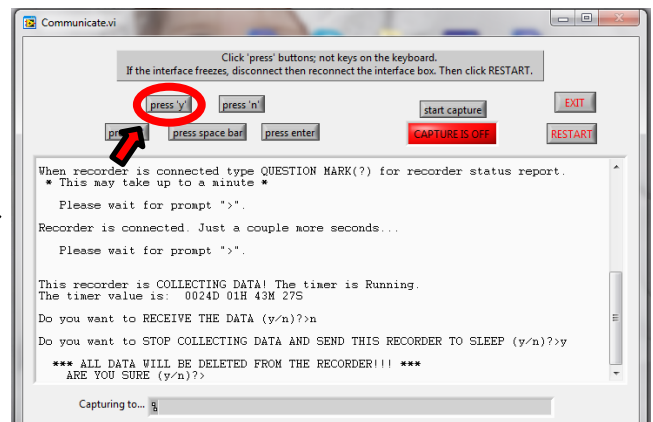 Communicate.vi
Click 'press' buttons; not keys on the keyboard.
If the interface freezes, disconnect then reconnect the interface box. Then click RESTART.
press 'y'
press 'n'
start capture
EXIT
press space bar
press enter
CAPTURE IS OFF
RESTART
When recorder is connected type QUESTION MARK(?) for recorder status report.
* This may take up to a minute *
Please wait for prompt ">".
Recorder is connected. Just a couple more seconds...
Please wait for prompt ">".
This recorder is COLLECTING DATA! The timer is Running.
The timer value is: 0024D 01H 43M 27S
Do you want to RECEIVE THE DATA (y/n)?>n
Do you want to STOP COLLECTING DATA AND SEND THIS RECORDER TO SLEEP (y/n)?>y
*** ALL DATA WILL BE DELETED FROM THE RECORDER!!! ***
ARE YOU SURE (y/n)?>
Capturing to...